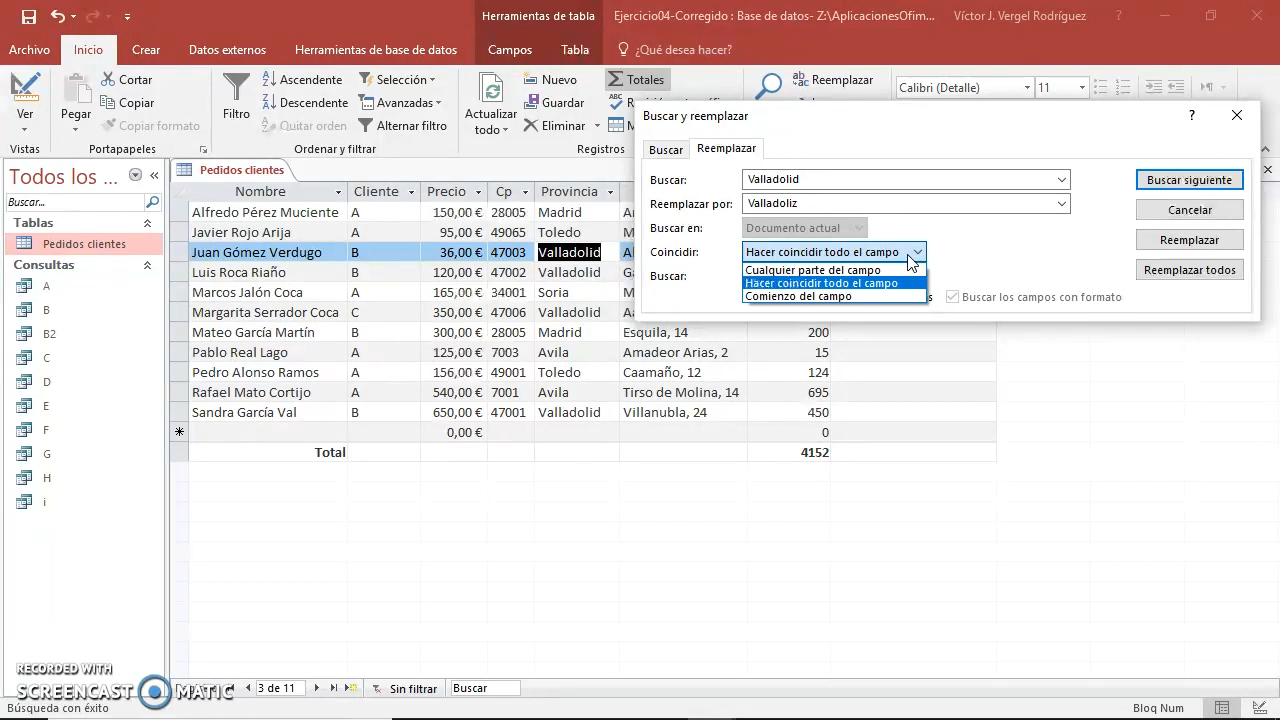 Herramientas de tabla
Ejercicio04-Corregido : Base de datos- Z:\AplicacionesOfim...
Víctor J. Vergel Rodríguez
Archivo Inicio Crear Datos externos Herramientas de base de datos Campos Tabla ¿Qué desea hacer?
Cortar Ascendente Selección Nuevo Totales Reemplazar Calibri (Detalle) 11
Ver Pegar Copiar Filtro Descendente Avanzadas Actualizar todo Guardar
Copiar formato Quitar orden Alternar filtro Eliminar
Vistas Portapapeles Ordenar y filtrar Registros
Buscar y reemplazar
Buscar Reemplazar
Buscar: Valladolid Buscar siguiente
Reemplazar por: Valladoliz Cancelar
Buscar en: Documento actual
Coincidir: Hacer coincidir todo el campo Reemplazar
Cualquier parte del campo
Hacer coincidir todo el campo
Comienzo del campo
Buscar: Reemplazar todos
Buscar los campos con formato
Todos los ...
Buscar...
Tablas
Pedidos clientes
Consultas
A
B
B2
C
D
E
F
G
H
i
Pedidos clientes
Nombre Cliente Precio Cp Provincia
Alfredo Pérez Muciente A 150,00 € 28005 Madrid
Javier Rojo Arija A 95,00 € 49065 Toledo
Juan Gómez Verdugo B 36,00 € 47003 Valladolid
Luis Roca Riaño B 120,00 € 47002 Valladolid
Marcos Jalón Coca A 165,00 € 34001 Soria
Margarita Serrador Coca C 350,00 € 47006 Valladolid
Mateo García Martín B 300,00 € 28005 Madrid Esquila, 14 200
Pablo Real Lago A 125,00 € 7003 Avila Amadeor Arias, 2 15
Pedro Alonso Ramos A 156,00 € 49001 Toledo Caamaño, 12 124
Rafael Mato Cortijo A 540,00 € 7001 Avila Tirso de Molina, 14 695
Sandra García Val B 650,00 € 47001 Valladolid Villanubla, 24 450
* 0,00 € 0
Total 4152
RECORDED WITH
SCREENCAST MATIC
3 de 11 Sin filtrar Buscar
Búsqueda con éxito Bloq Num